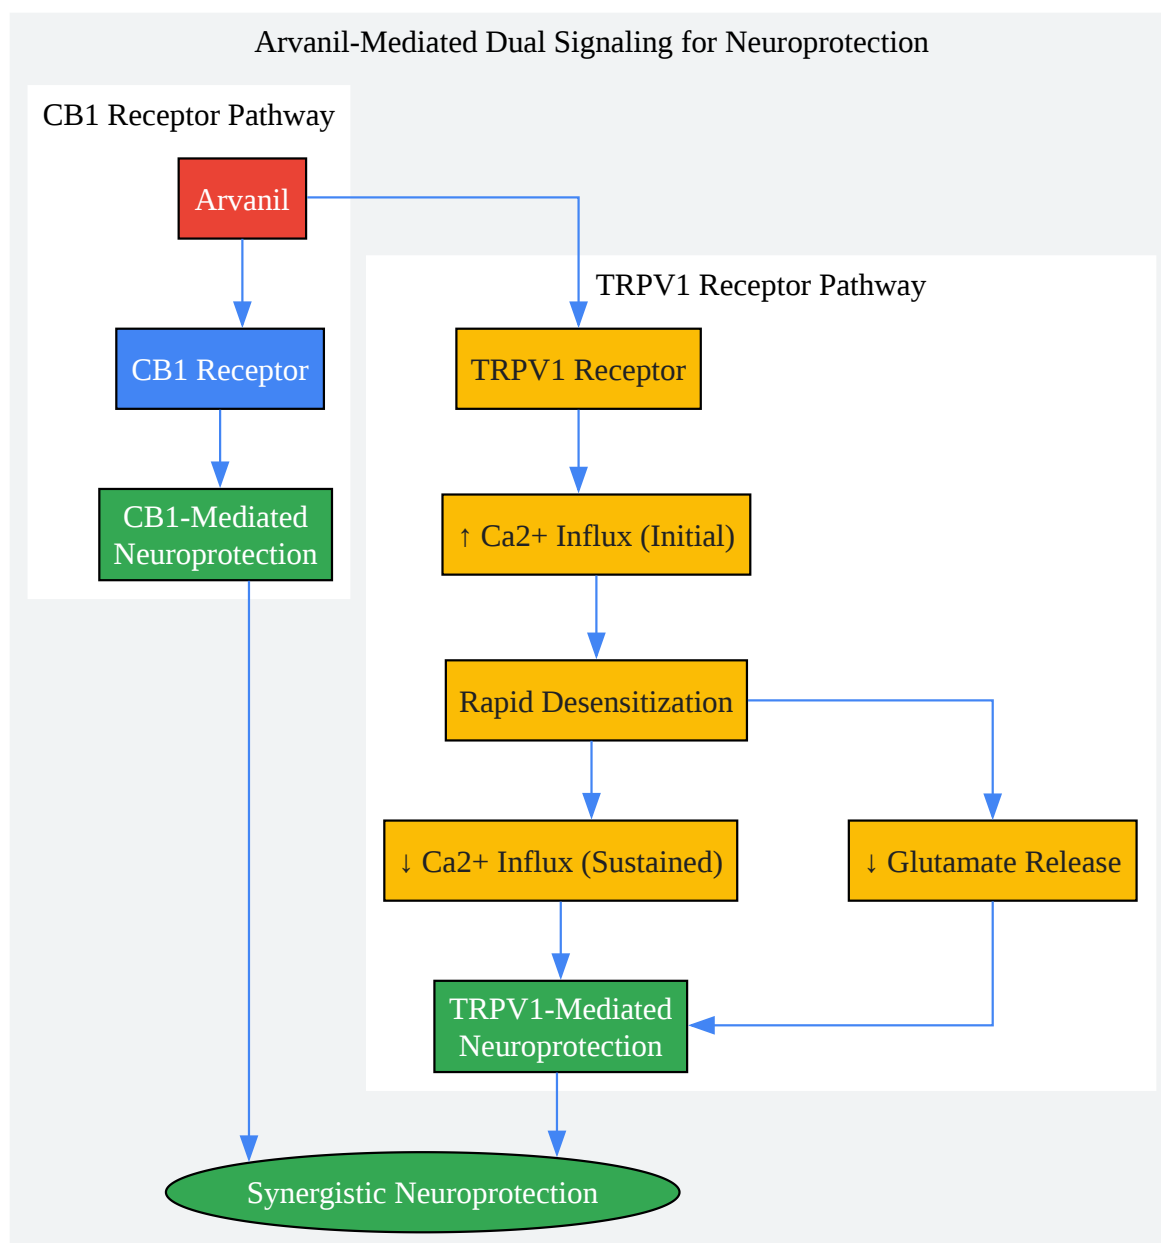 Arvanil-Mediated Dual Signaling for Neuroprotection
CB1 Receptor Pathway
Arvanil
CB1 Receptor
CB1-Mediated
Neuroprotection
TRPV1 Receptor Pathway
TRPV1 Receptor
↑ Ca2+ Influx (Initial)
Rapid Desensitization
↓ Ca2+ Influx (Sustained)
↓ Glutamate Release
TRPV1-Mediated
Neuroprotection
Synergistic Neuroprotection